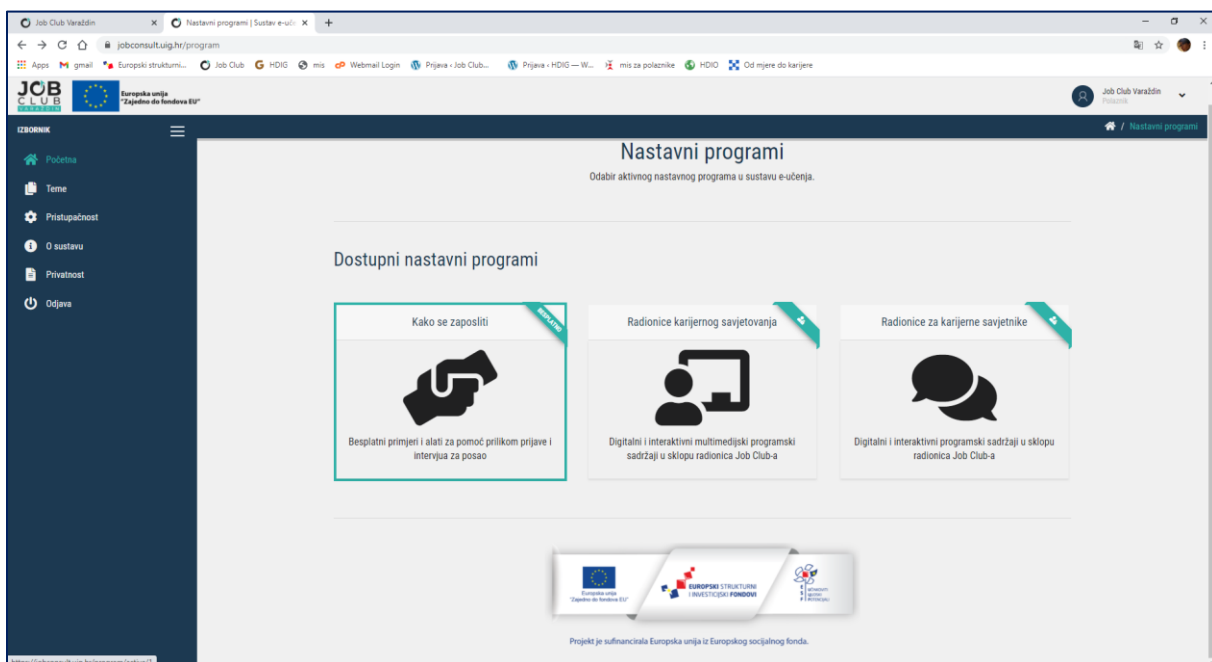 Job Club Varaždin
Nastavni programi | Sustav e-uče
jobconsult.uig.hr/program
Apps
gmail
Europski strukturni...
Job Club
HDIG
mis
Webmail Login
Prijava ‹ Job Club...
Prijava ‹ HDIG — W...
mis za polaznike
HDIO
Od mjere do karijere
JOB
CLUB
VARAŽDIN
Europska unija
"Zajedno do fondova EU"
Job Club Varaždin
Polaznik
IZBORNIK
/ Nastavni programi
Početna
Teme
Pristupačnost
O sustavu
Privatnost
Odjava
Nastavni programi
Odabir aktivnog nastavnog programa u sustavu e-učenja.
Dostupni nastavni programi
Kako se zaposliti
BESPLATNO
Besplatni primjeri i alati za pomoć prilikom prijave i
intervjua za posao
Radionice karijernog savjetovanja
Digitalni i interaktivni multimedijski programski
sadržaji u sklopu radionica Job Club-a
Radionice za karijerne savjetnike
Digitalni i interaktivni programski sadržaji u sklopu
radionica Job Club-a
Europska unija
"Zajedno do fondova EU"
EUROPSKI STRUKTURNI
I INVESTICIJSKI FONDOVI
Projekt je sufinancirala Europska unija iz Europskog socijalnog fonda.